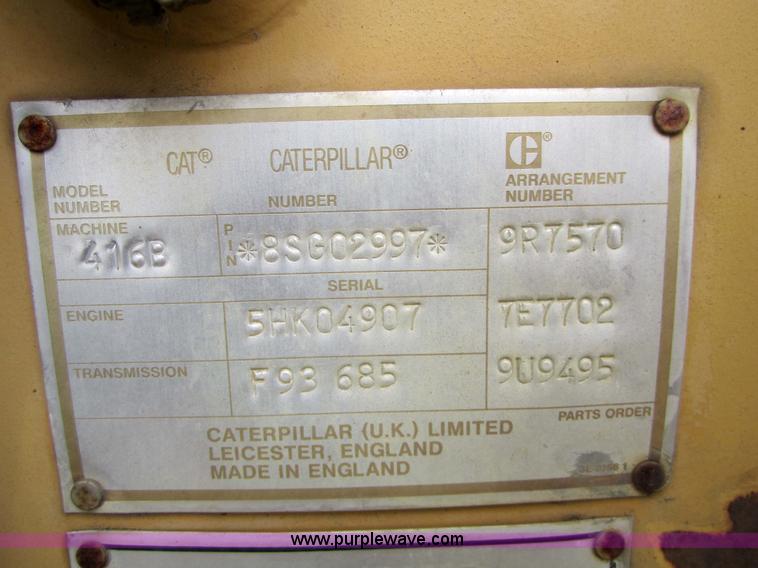 CAT® CATERPILLAR® C®
MODEL NUMBER NUMBER ARRANGEMENT NUMBER
MACHINE 416B PIN *8SG02997* 9R7570
SERIAL
ENGINE 5HK04907 7E7702
TRANSMISSION F93 685 9U9495
PARTS ORDER
CATERPILLAR (U.K.) LIMITED
LEICESTER, ENGLAND
MADE IN ENGLAND
www.purplewave.com